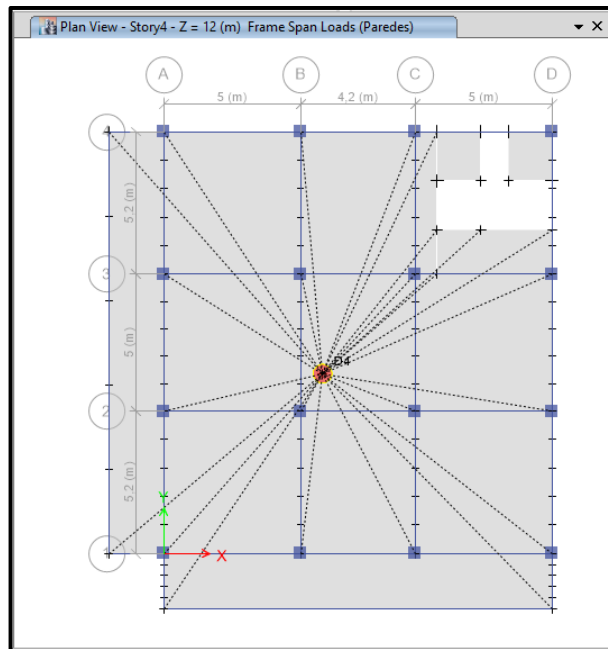 Plan View - Story4 - Z = 12 (m) Frame Span Loads (Paredes)
A B C D
5 (m) 4,2 (m) 5 (m)
4
5.2 (m)
3
5 (m)
D4
2
5.2 (m)
Y
1
X